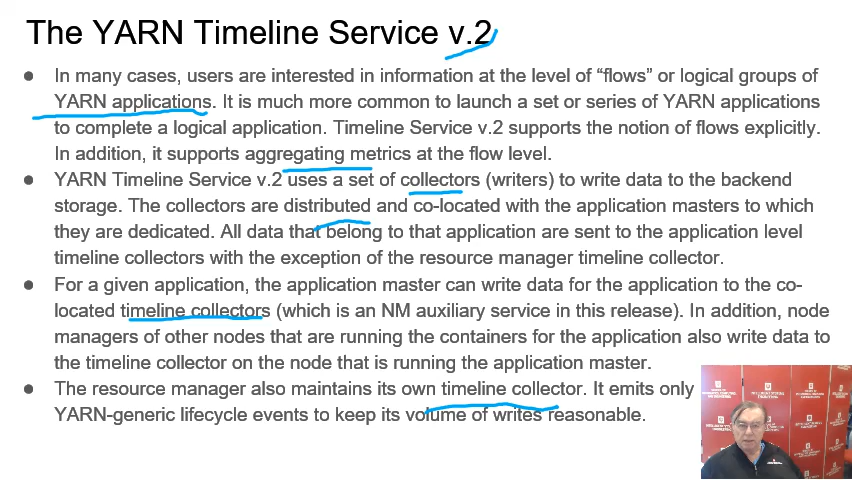 The YARN Timeline Service v.2
● In many cases, users are interested in information at the level of “flows” or logical groups of
YARN applications. It is much more common to launch a set or series of YARN applications
to complete a logical application. Timeline Service v.2 supports the notion of flows explicitly.
In addition, it supports aggregating metrics at the flow level.
● YARN Timeline Service v.2 uses a set of collectors (writers) to write data to the backend
storage. The collectors are distributed and co-located with the application masters to which
they are dedicated. All data that belong to that application are sent to the application level
timeline collectors with the exception of the resource manager timeline collector.
● For a given application, the application master can write data for the application to the co-
located timeline collectors (which is an NM auxiliary service in this release). In addition, node
managers of other nodes that are running the containers for the application also write data to
the timeline collector on the node that is running the application master.
● The resource manager also maintains its own timeline collector. It emits only
YARN-generic lifecycle events to keep its volume of writes reasonable.